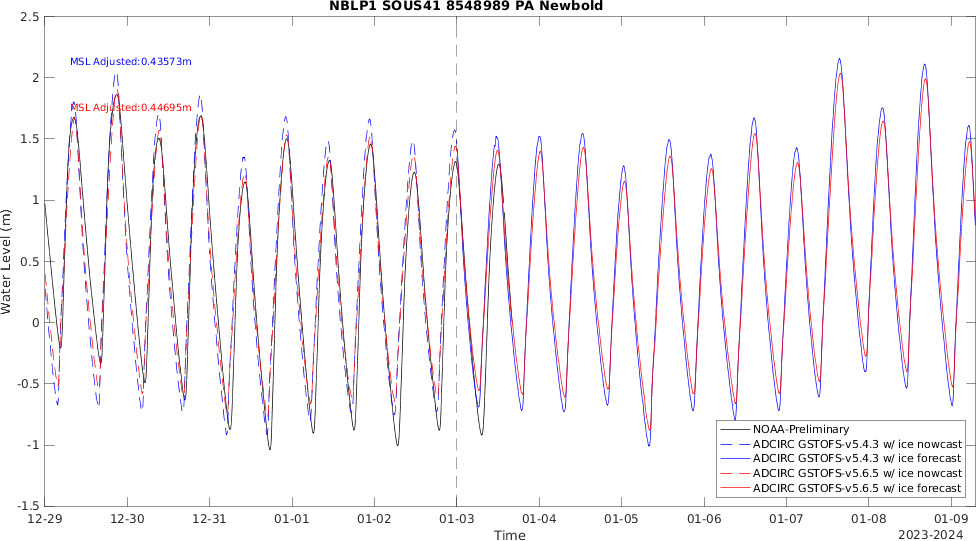 NBLP1 SOUS41 8548989 PA Newbold
2.5
2
1.5
1
0.5
0
-0.5
-1
-1.5
Water Level (m)
MSL Adjusted:0.43573m
MSL Adjusted:0.44695m
NOAA-Preliminary
ADCIRC GSTOFS-v5.4.3 w/ ice nowcast
ADCIRC GSTOFS-v5.4.3 w/ ice forecast
ADCIRC GSTOFS-v5.6.5 w/ ice nowcast
ADCIRC GSTOFS-v5.6.5 w/ ice forecast
12-29 12-30 12-31 01-01 01-02 01-03 01-04 01-05 01-06 01-07 01-08 01-09
Time
2023-2024